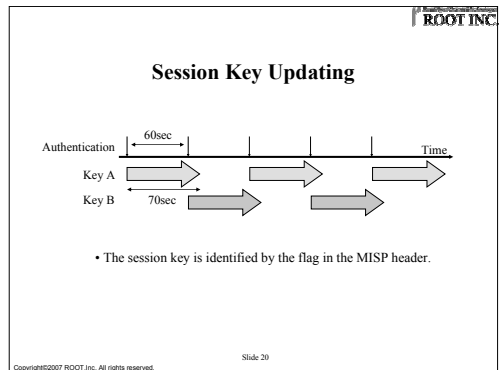 ROOT INC.
Session Key Updating
60sec
Authentication
Time
Key A
Key B
70sec
• The session key is identified by the flag in the MISP header.
Slide 20
Copyright©2007 ROOT.Inc. All rights reserved.